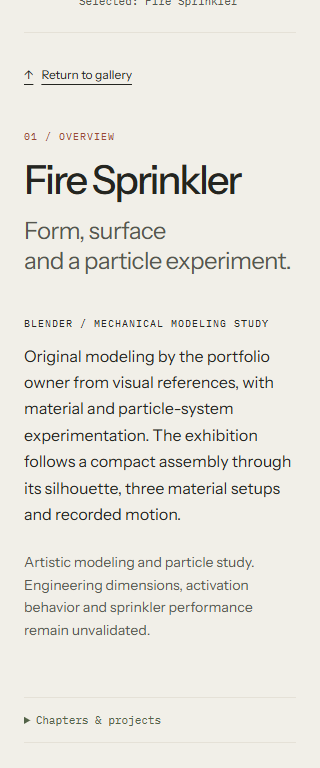 Selected: Fire Sprinkler
↑ Return to gallery
01 / OVERVIEW
Fire Sprinkler
Form, surface
and a particle experiment.
BLENDER / MECHANICAL MODELING STUDY
Original modeling by the portfolio
owner from visual references, with
material and particle-system
experimentation. The exhibition
follows a compact assembly through
its silhouette, three material setups
and recorded motion.
Artistic modeling and particle study.
Engineering dimensions, activation
behavior and sprinkler performance
remain unvalidated.
▶ Chapters & projects